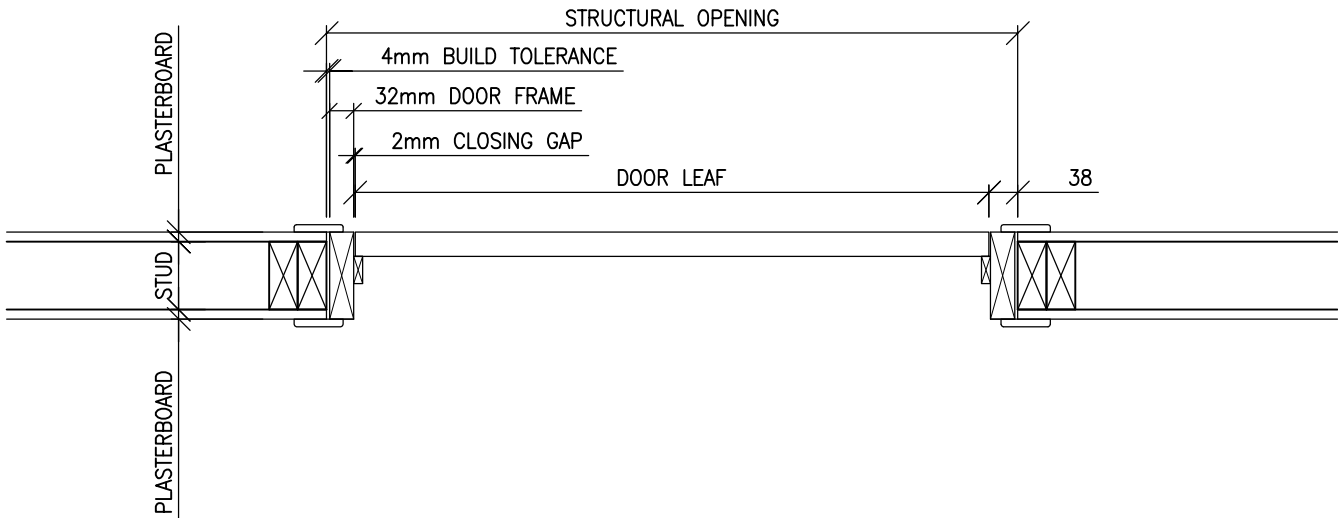 STRUCTURAL OPENING
4mm BUILD TOLERANCE
32mm DOOR FRAME
2mm CLOSING GAP
DOOR LEAF
38
PLASTERBOARD
STUD
PLASTERBOARD